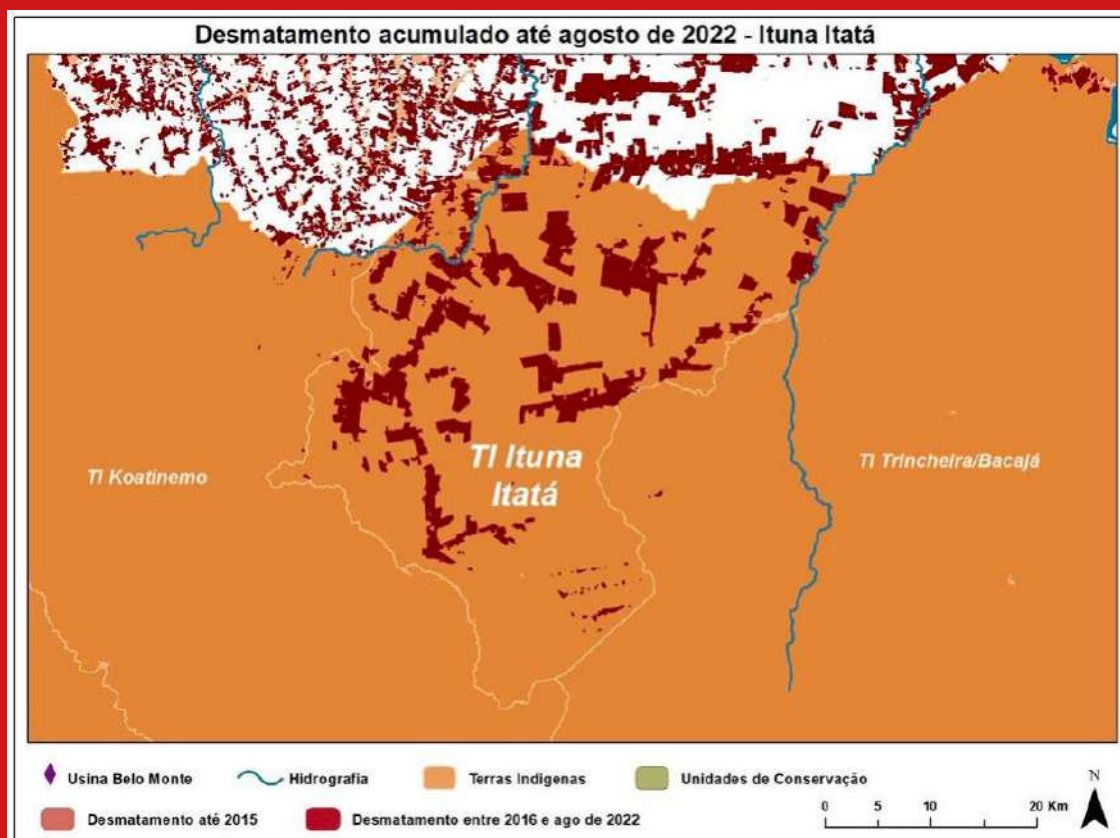 Desmatamento acumulado até agosto de 2022 - Ituna Itatá
TI Koatinemo
TI Ituna
Itatá
TI Trincheira/Bacajá
Usina Belo Monte
Hidrografia
Terras Indigenas
Unidades de Conservação
N
Desmatamento até 2015
Desmatamento entre 2016 e ago de 2022
0 5 10 20 Km